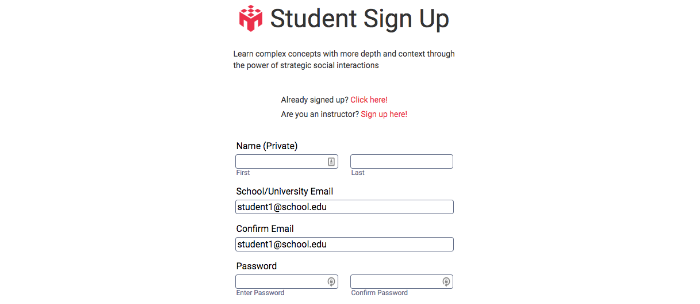 Student Sign Up
Learn complex concepts with more depth and context through
the power of strategic social interactions
Already signed up? Click here!
Are you an instructor? Sign up here!
Name (Private)
First Last
School/University Email
student1@school.edu
Confirm Email
student1@school.edu
Password
Enter Password Confirm Password